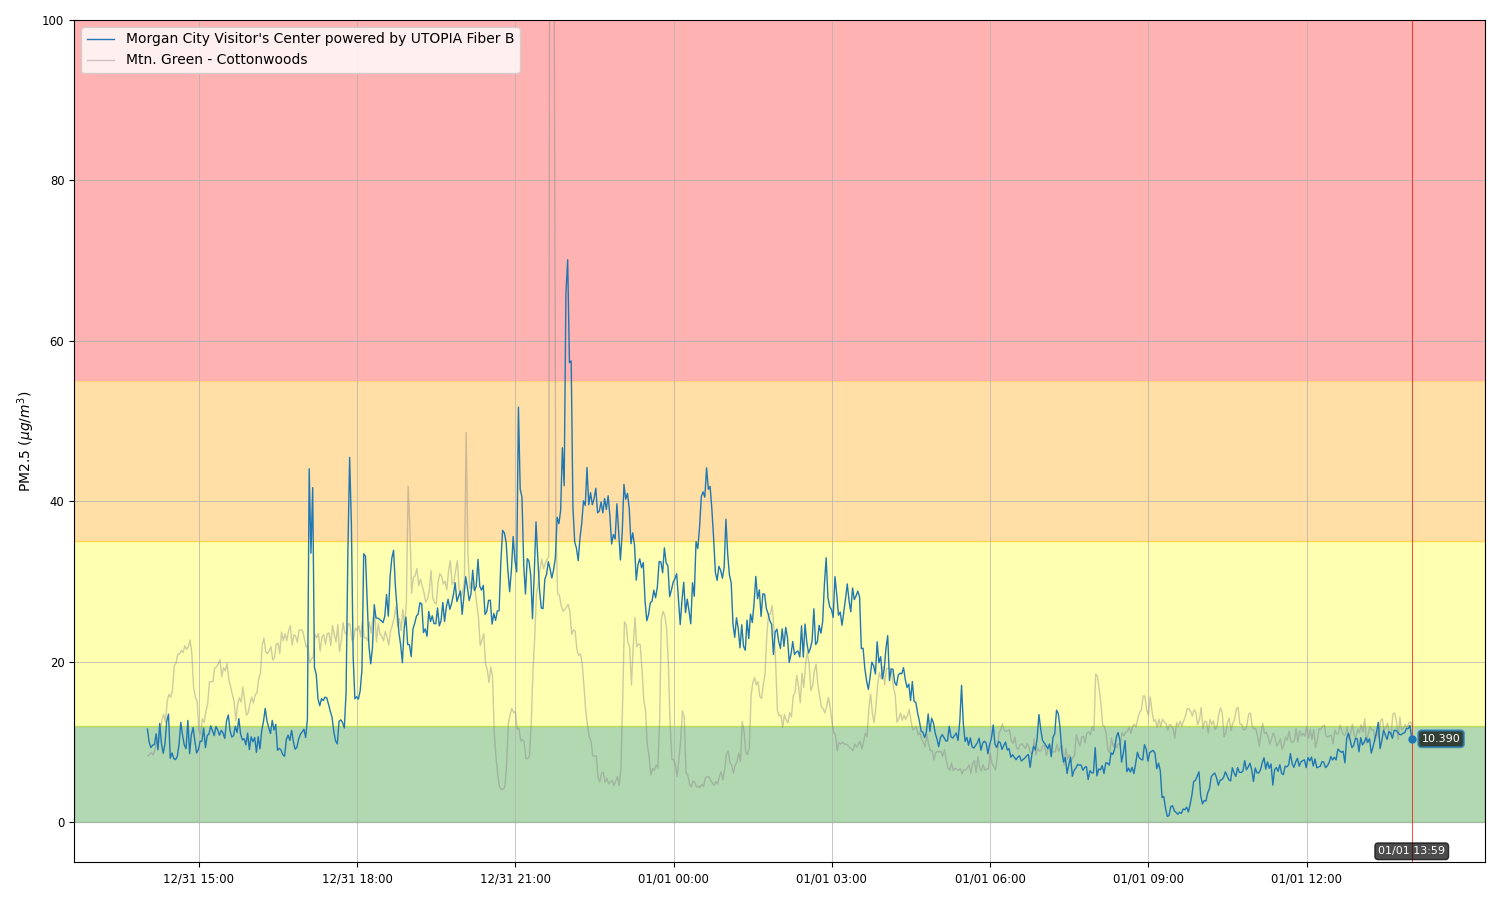 100
80
60
40
20
0
PM2.5 (μg/m³)
Morgan City Visitor's Center powered by UTOPIA Fiber B
Mtn. Green - Cottonwoods
10.390
01/01 13:59
12/31 15:00 12/31 18:00 12/31 21:00 01/01 00:00 01/01 03:00 01/01 06:00 01/01 09:00 01/01 12:00